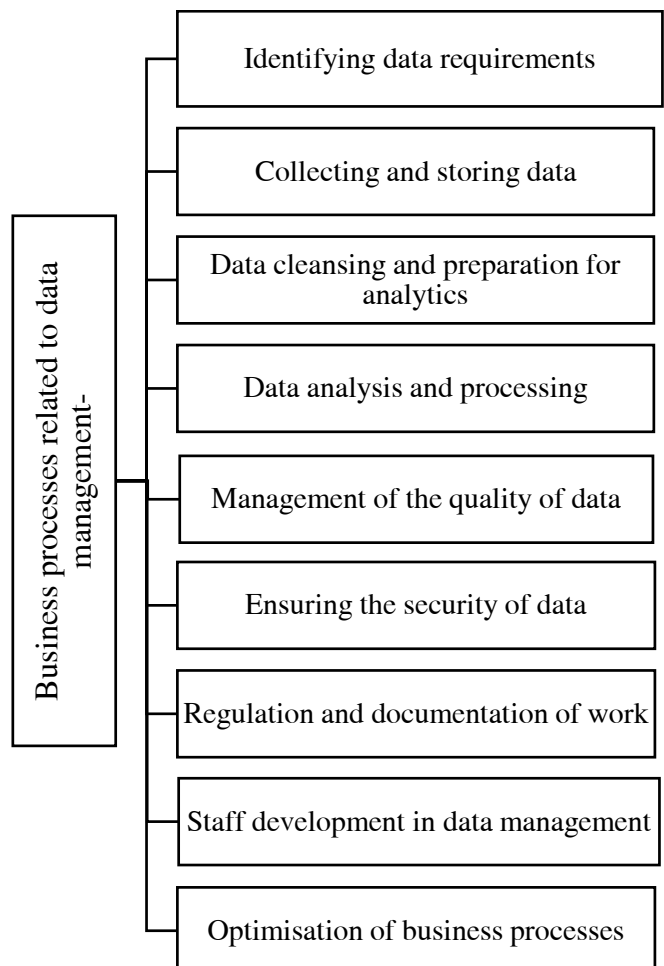 Business processes related to data
management-
Identifying data requirements
Collecting and storing data
Data cleansing and preparation for
analytics
Data analysis and processing
Management of the quality of data
Ensuring the security of data
Regulation and documentation of work
Staff development in data management
Optimisation of business processes